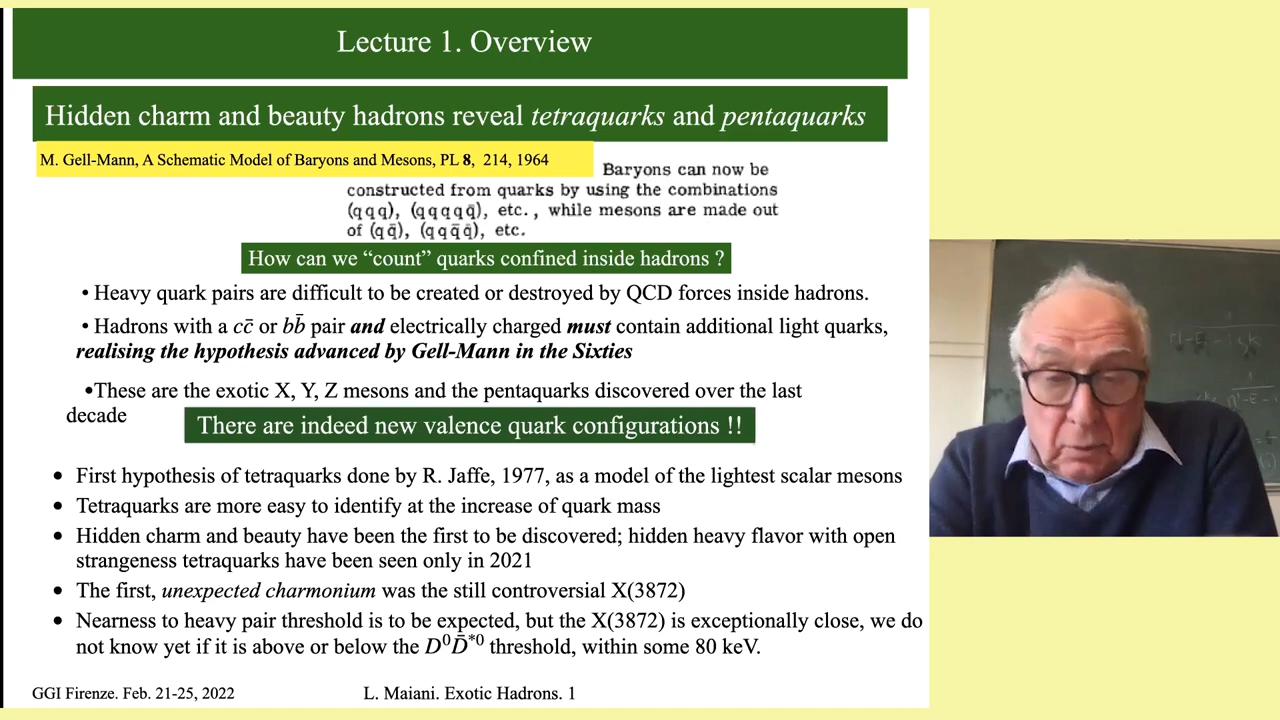 Lecture 1. Overview
Hidden charm and beauty hadrons reveal tetraquarks and pentaquarks
M. Gell-Mann, A Schematic Model of Baryons and Mesons, PL 8, 214, 1964
Baryons can now be
constructed from quarks by using the combinations
(qqq), (qqqqq̄), etc., while mesons are made out
of (qq̄), (qqq̄q̄), etc.
How can we “count” quarks confined inside hadrons ?
• Heavy quark pairs are difficult to be created or destroyed by QCD forces inside hadrons.
• Hadrons with a cc̄ or bb̄ pair and electrically charged must contain additional light quarks,
realising the hypothesis advanced by Gell-Mann in the Sixties
•These are the exotic X, Y, Z mesons and the pentaquarks discovered over the last
decade
There are indeed new valence quark configurations !!
• First hypothesis of tetraquarks done by R. Jaffe, 1977, as a model of the lightest scalar mesons
• Tetraquarks are more easy to identify at the increase of quark mass
• Hidden charm and beauty have been the first to be discovered; hidden heavy flavor with open
strangeness tetraquarks have been seen only in 2021
• The first, unexpected charmonium was the still controversial X(3872)
• Nearness to heavy pair threshold is to be expected, but the X(3872) is exceptionally close, we do
not know yet if it is above or below the D⁰D̄*⁰ threshold, within some 80 keV.
GGI Firenze. Feb. 21-25, 2022
L. Maiani. Exotic Hadrons. 1